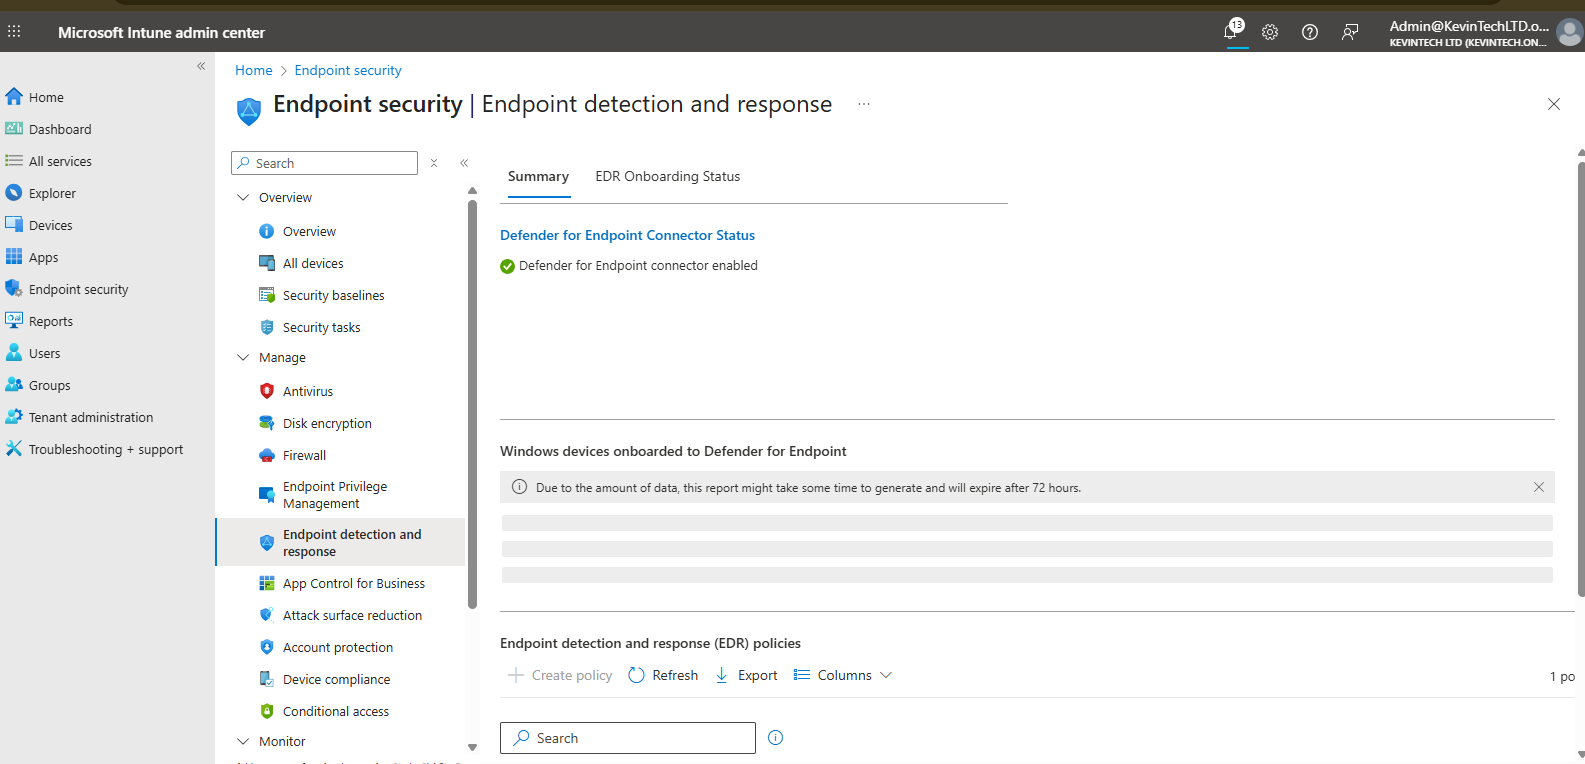 Microsoft Intune admin center
13
Admin@KevinTechLTD.o...
KEVINTECH LTD (KEVINTECH.ON...
Home
Dashboard
All services
Explorer
Devices
Apps
Endpoint security
Reports
Users
Groups
Tenant administration
Troubleshooting + support
Home > Endpoint security
Endpoint security | Endpoint detection and response ...
Search
Overview
Overview
All devices
Security baselines
Security tasks
Manage
Antivirus
Disk encryption
Firewall
Endpoint Privilege
Management
Endpoint detection and
response
App Control for Business
Attack surface reduction
Account protection
Device compliance
Conditional access
Monitor
Summary
EDR Onboarding Status
Defender for Endpoint Connector Status
Defender for Endpoint connector enabled
Windows devices onboarded to Defender for Endpoint
Due to the amount of data, this report might take some time to generate and will expire after 72 hours.
Endpoint detection and response (EDR) policies
Create policy
Refresh
Export
Columns
1 po
Search